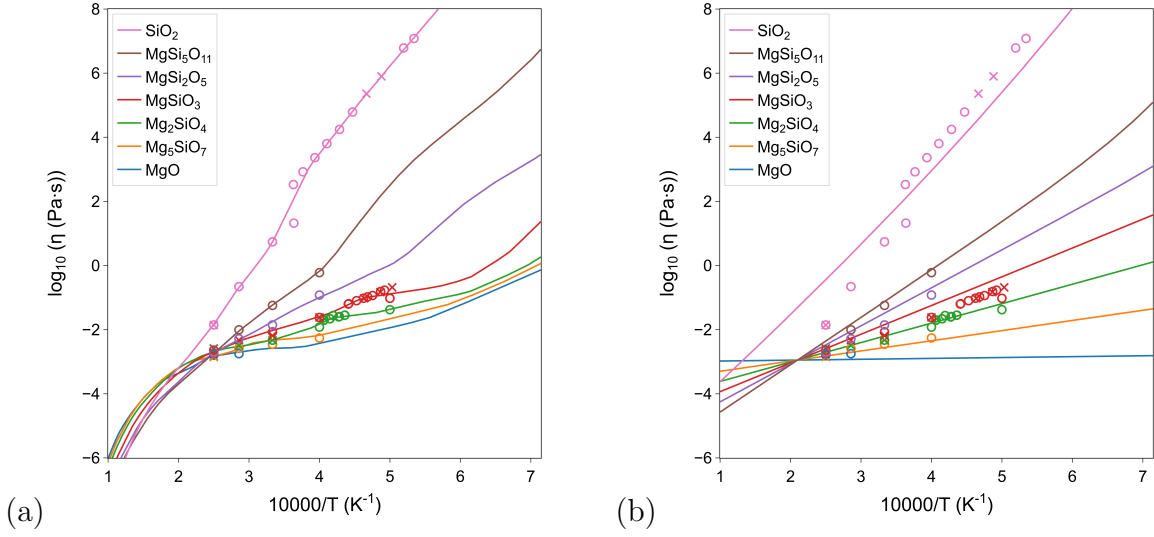 8
6
4
2
0
−2
−4
−6
log₁₀ (η (Pa·s))
SiO₂
MgSi₅O₁₁
MgSi₂O₅
MgSiO₃
Mg₂SiO₄
Mg₅SiO₇
MgO
1 2 3 4 5 6 7
10000/T (K⁻¹)
(a)
8
6
4
2
0
−2
−4
−6
log₁₀ (η (Pa·s))
SiO₂
MgSi₅O₁₁
MgSi₂O₅
MgSiO₃
Mg₂SiO₄
Mg₅SiO₇
MgO
1 2 3 4 5 6 7
10000/T (K⁻¹)
(b)